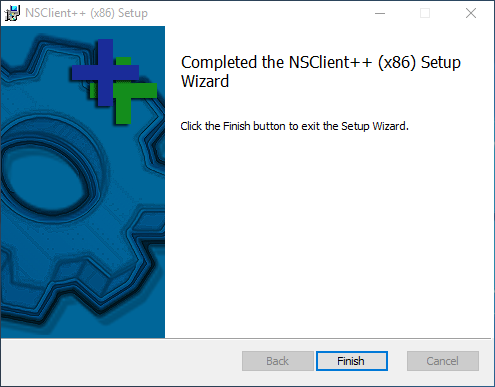 NSClient++ (x86) Setup
Completed the NSClient++ (x86) Setup
Wizard
Click the Finish button to exit the Setup Wizard.
Back
Finish
Cancel